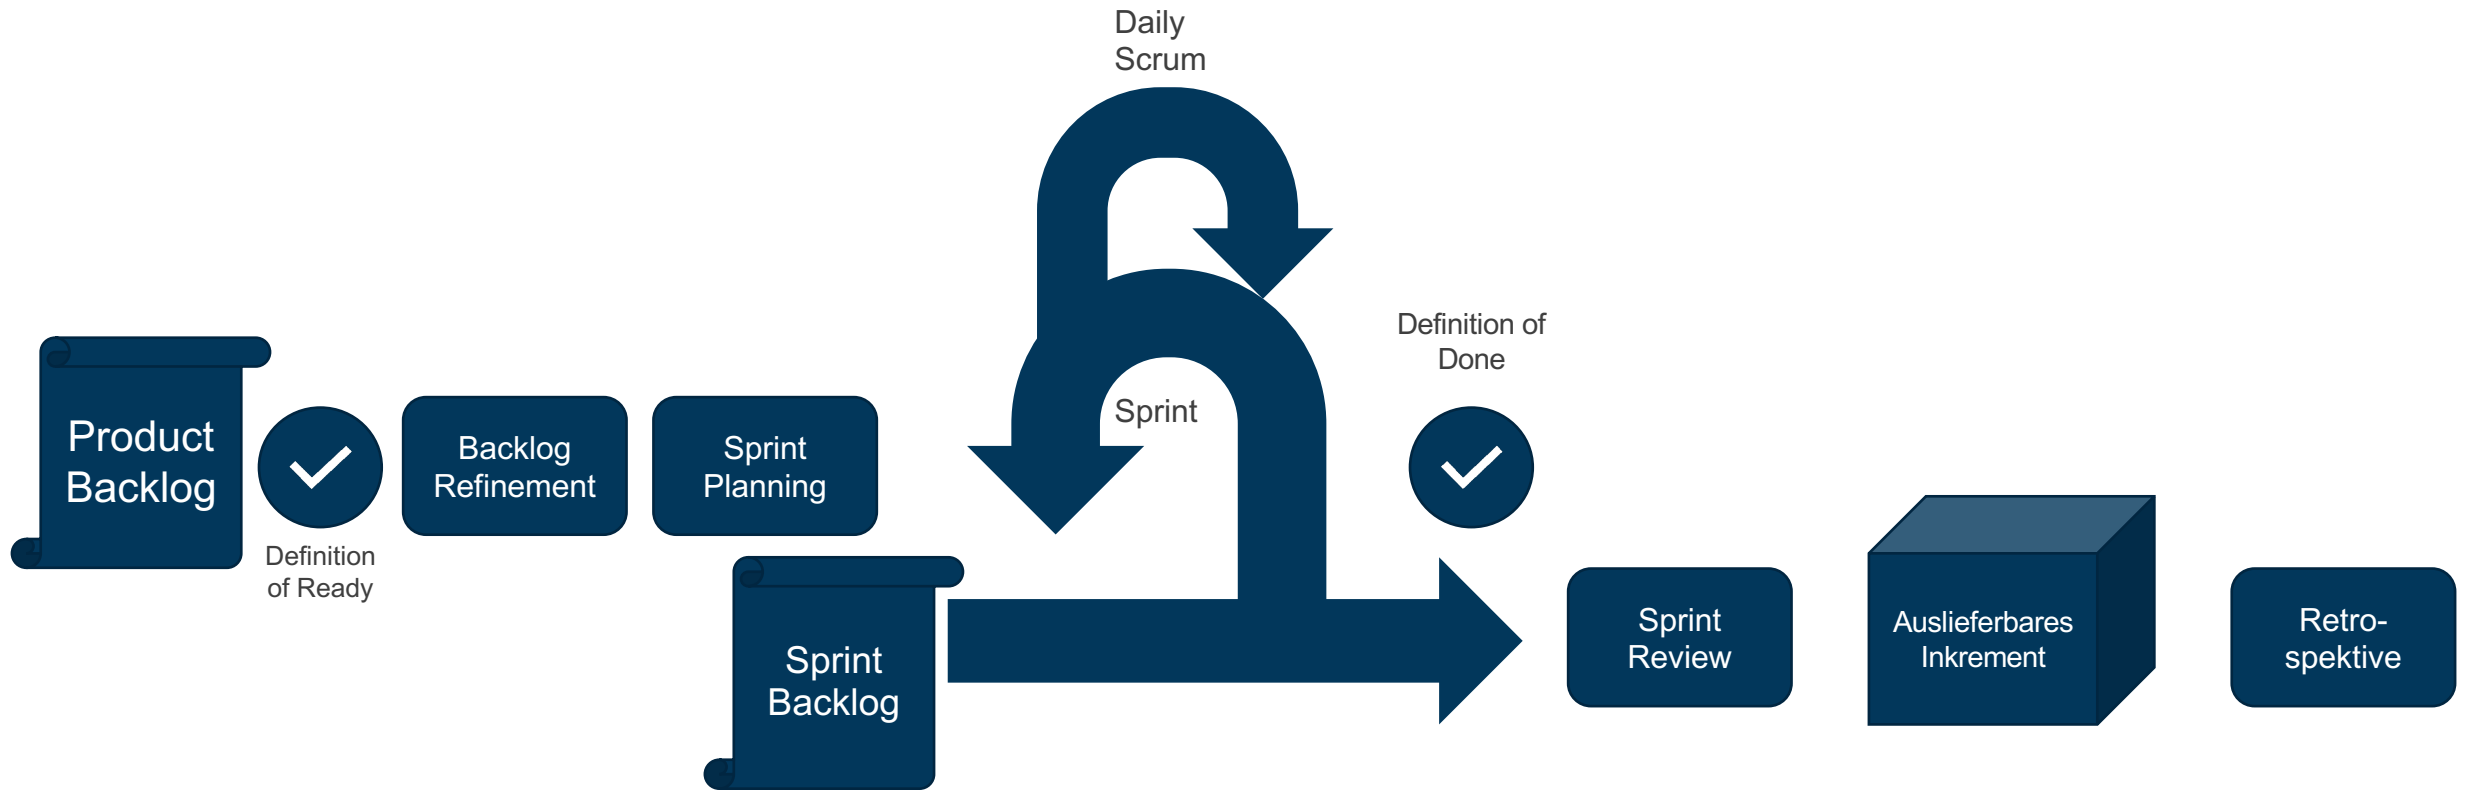 Daily
Scrum
Product
Backlog
Definition
of Ready
Backlog
Refinement
Sprint
Planning
Sprint
Backlog
Sprint
Definition of
Done
Sprint
Review
Auslieferbares
Inkrement
Retro-
spektive